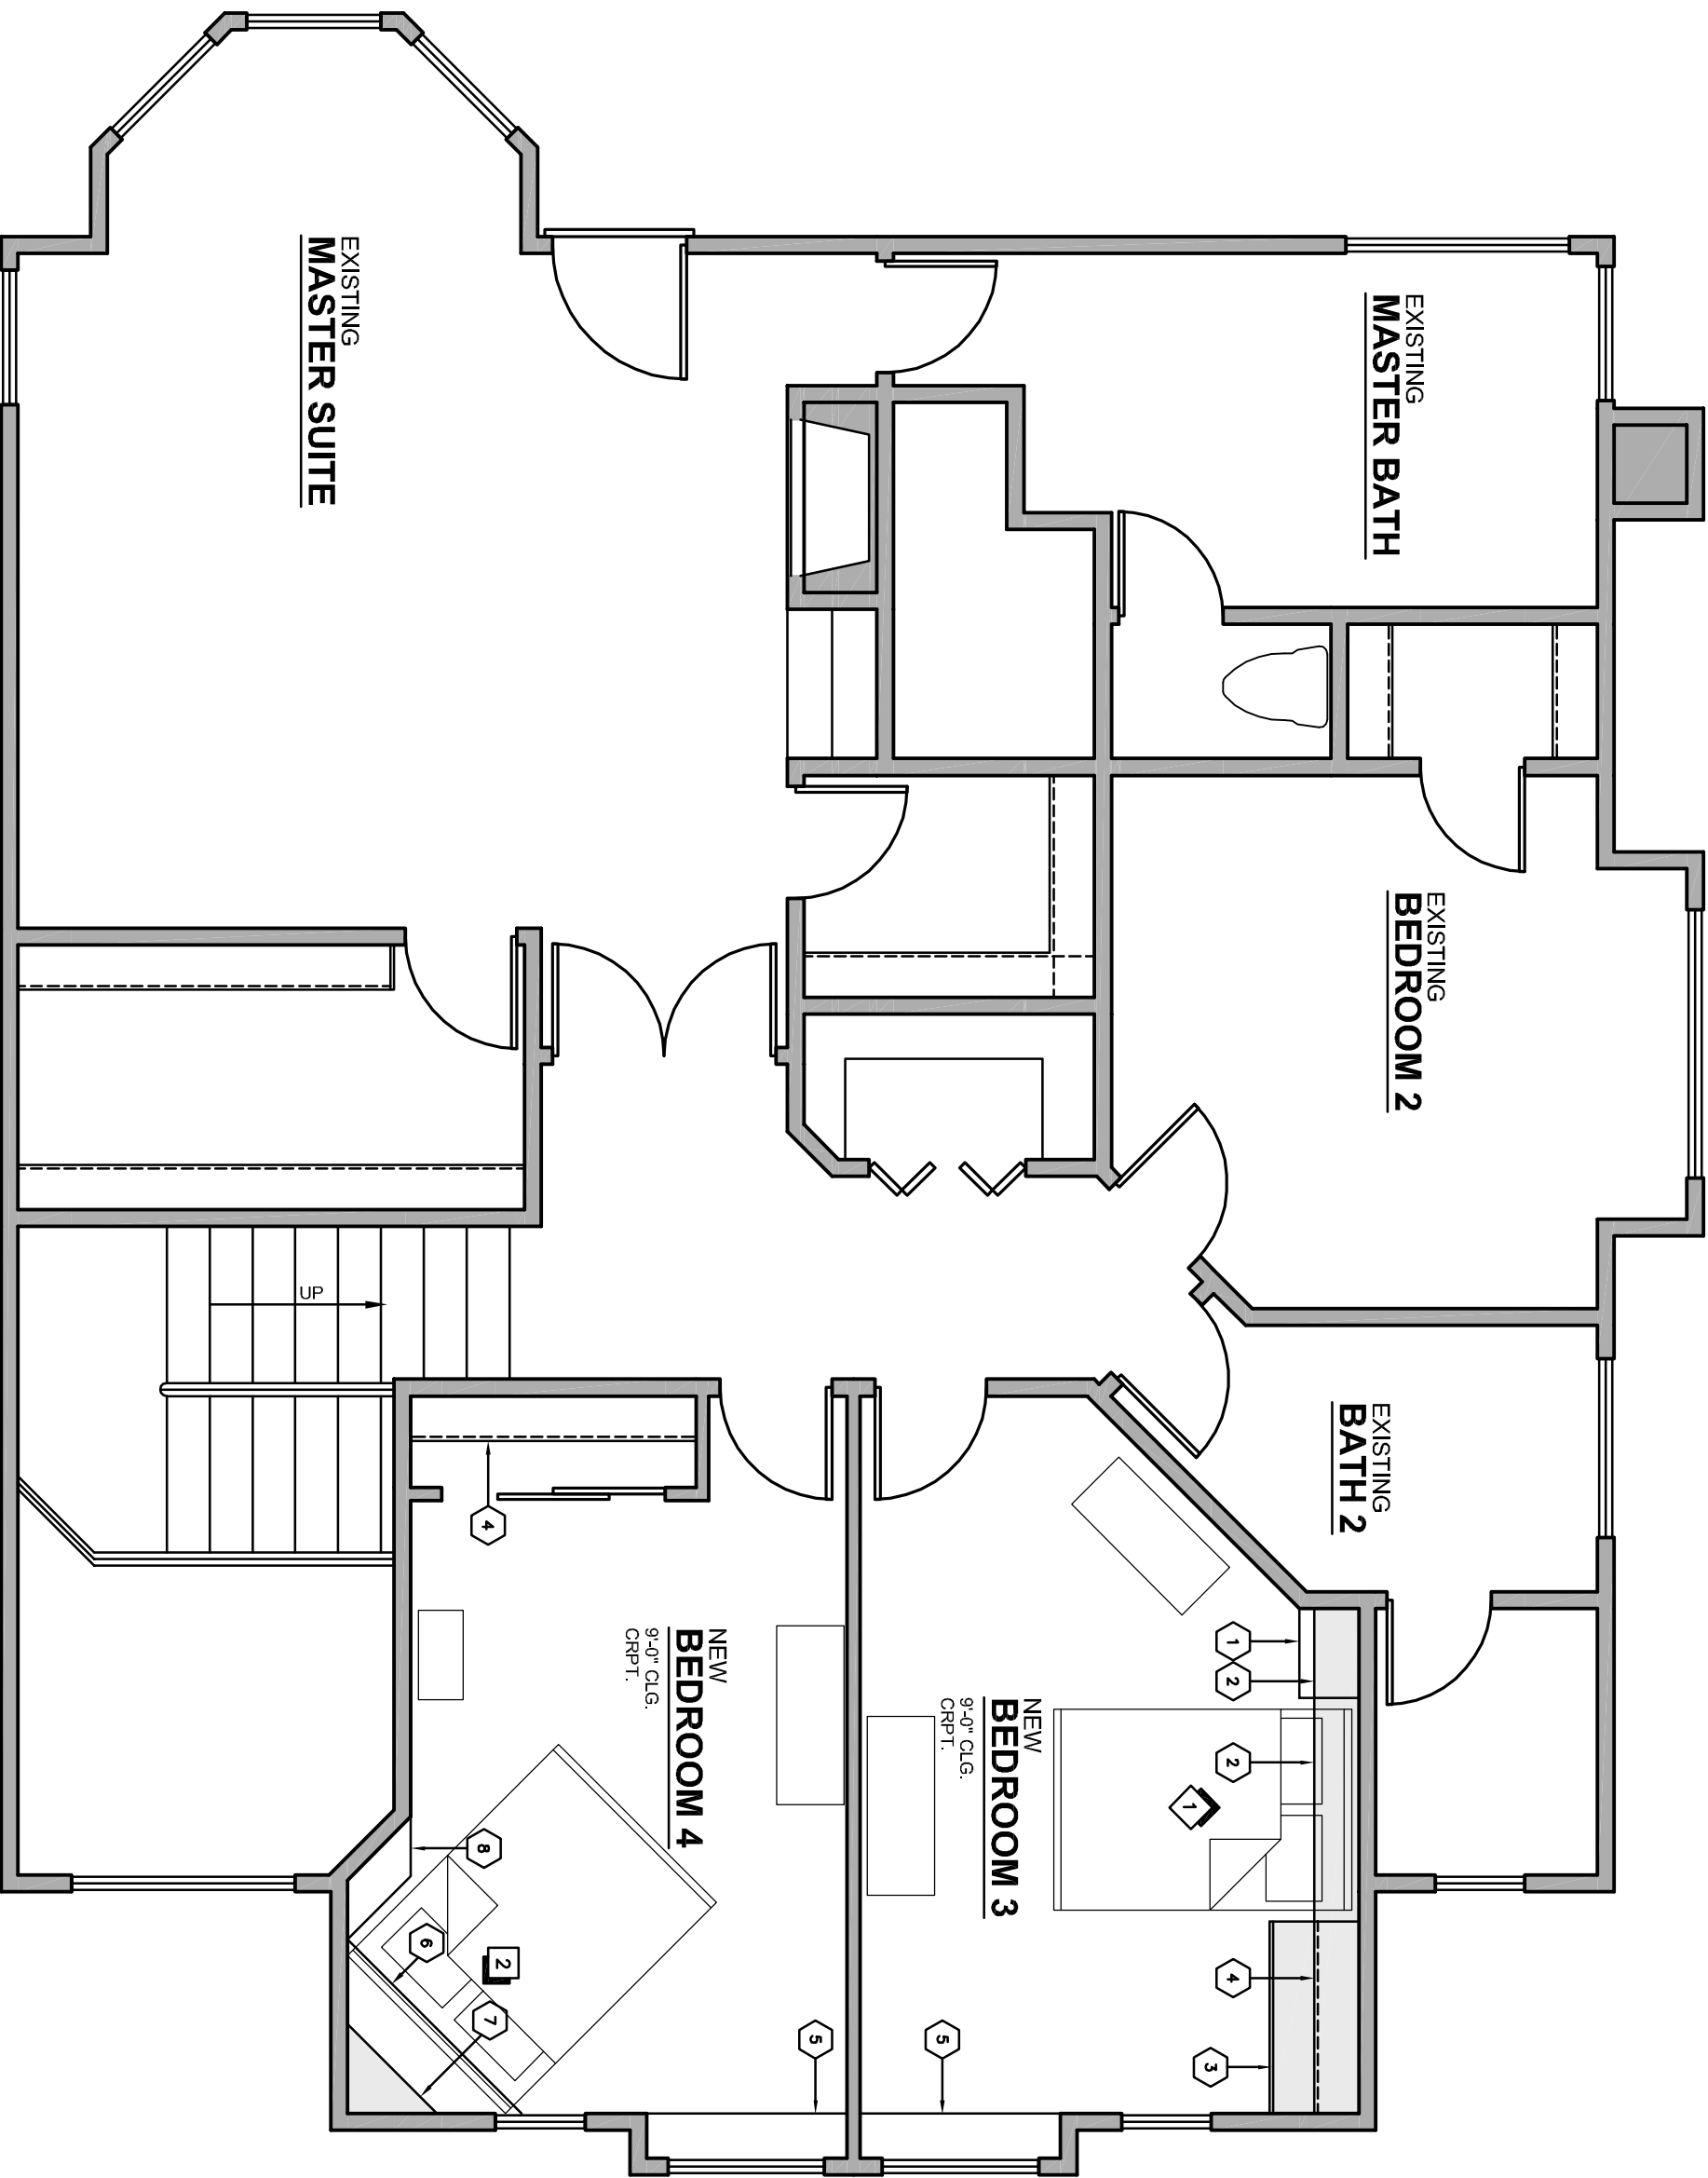 EXISTING
MASTER BATH
EXISTING
MASTER SUITE
EXISTING
BEDROOM 2
EXISTING
BATH 2
UP
NEW
BEDROOM 3
9'-0" CLG.
CRPT.
NEW
BEDROOM 4
9'-0" CLG.
CRPT.
1
2
2
1
4
3
5
5
4
8
6
2
7